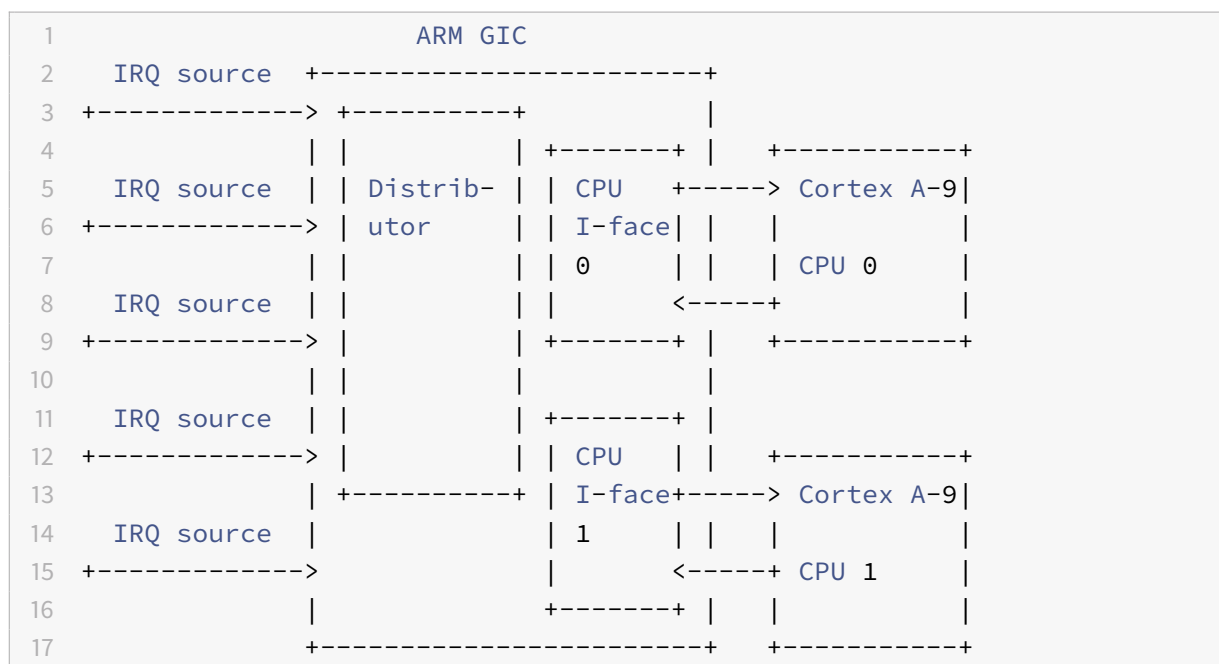 1                        ARM GIC
2     IRQ source  +------------------------+
3   +-------------> +----------+           |
4                 | |          | +-------+ |   +-----------+
5     IRQ source  | | Distrib- | | CPU   +-----> Cortex A-9|
6   +-------------> | utor     | | I-face| |   |           |
7                 | |          | | 0     | |   | CPU 0     |
8     IRQ source  | |          | |       <-----+           |
9   +-------------> |          | +-------+ |   +-----------+
10                | |          |           |
11    IRQ source  | |          | +-------+ |
12  +-------------> |          | | CPU   | |   +-----------+
13                | +----------+ | I-face+-----> Cortex A-9|
14    IRQ source  |              | 1     | |   |           |
15  +------------->              |       <-----+ CPU 1     |
16                |              +-------+ |   |           |
17                +------------------------+   +-----------+